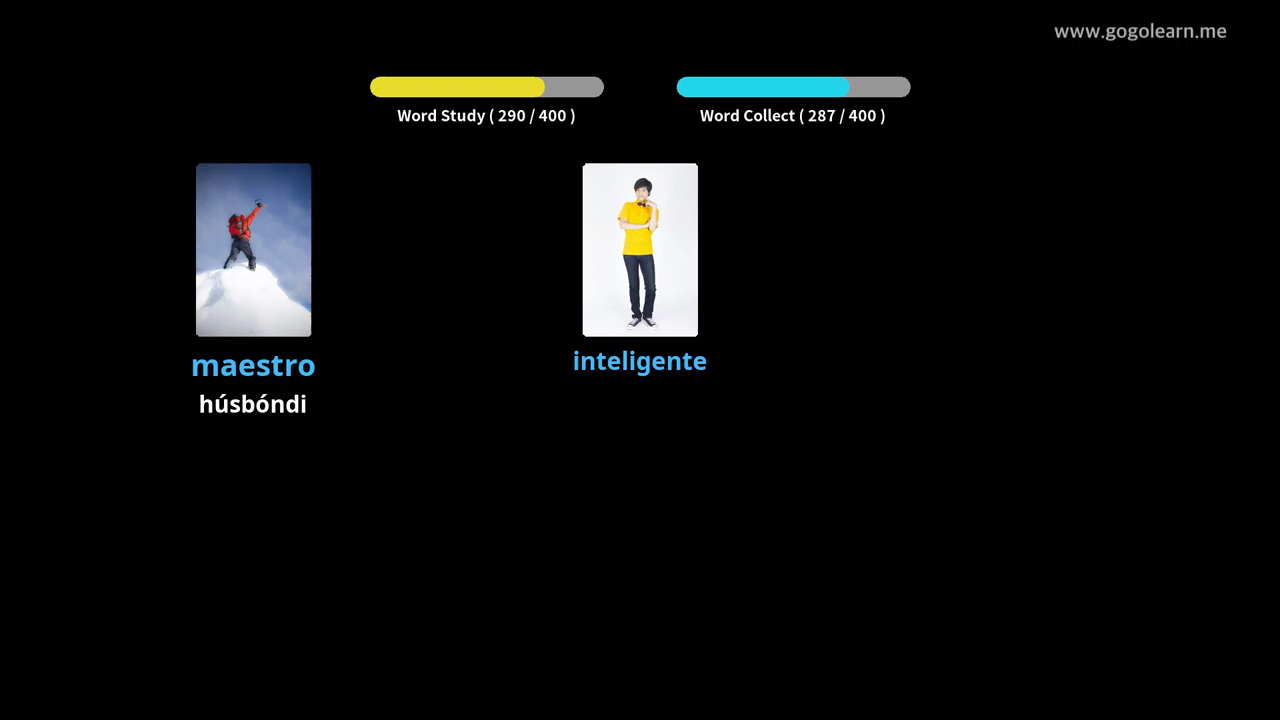 www.gogolearn.me
Word Study ( 290 / 400 )
Word Collect ( 287 / 400 )
maestro
húsbóndi
inteligente